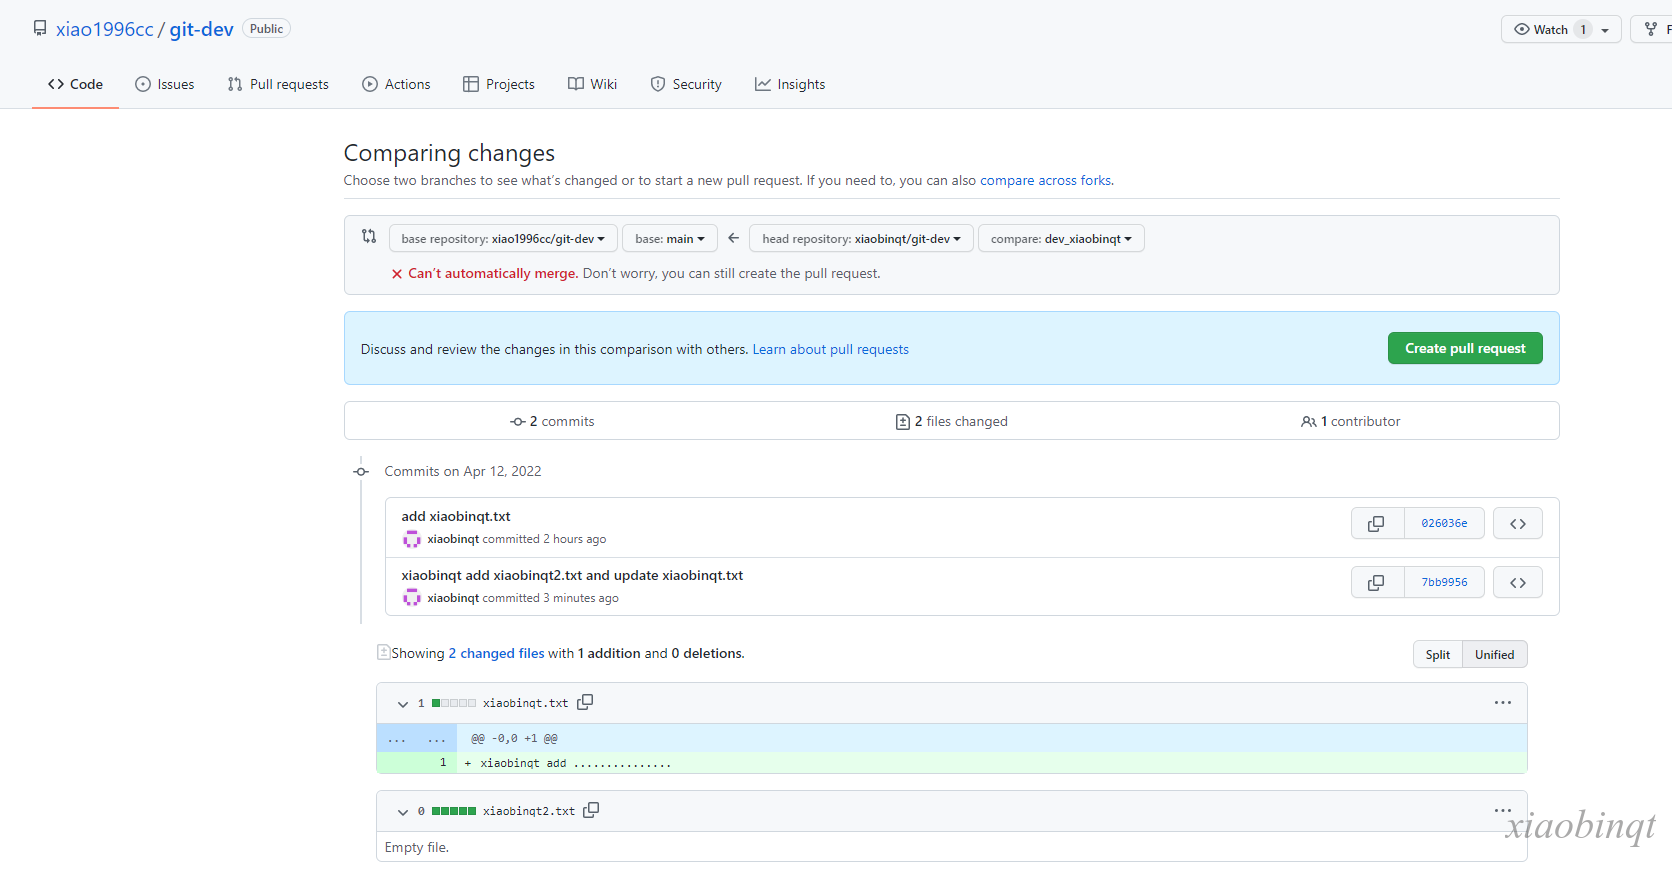 xiao1996cc / git-dev Public
Watch 1
Code Issues Pull requests Actions Projects Wiki Security Insights
Comparing changes
Choose two branches to see what's changed or to start a new pull request. If you need to, you can also compare across forks.
base repository: xiao1996cc/git-dev base: main ← head repository: xiaobinqt/git-dev compare: dev_xiaobinqt
Can't automatically merge. Don't worry, you can still create the pull request.
Discuss and review the changes in this comparison with others. Learn about pull requests
Create pull request
2 commits 2 files changed 1 contributor
Commits on Apr 12, 2022
add xiaobinqt.txt
026036e
xiaobinqt committed 2 hours ago
xiaobinqt add xiaobinqt2.txt and update xiaobinqt.txt
7bb9956
xiaobinqt committed 3 minutes ago
Showing 2 changed files with 1 addition and 0 deletions.
Split Unified
1 xiaobinqt.txt
... ... @@ -0,0 +1 @@
1 + xiaobinqt add ...............
0 xiaobinqt2.txt
Empty file.
xiaobinqt